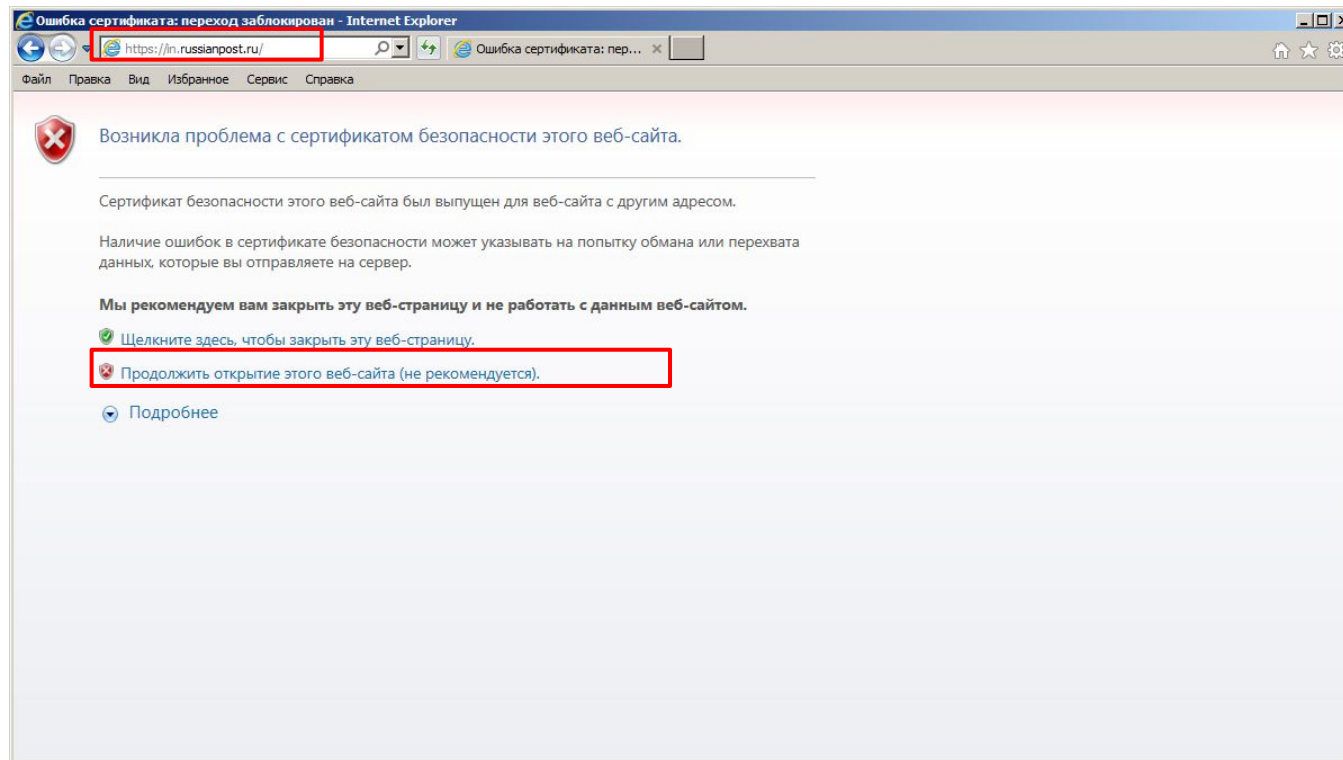 Ошибка сертификата: переход заблокирован - Internet Explorer
https://in.russianpost.ru/
Ошибка сертификата: пер...
Файл Правка Вид Избранное Сервис Справка
Возникла проблема с сертификатом безопасности этого веб-сайта.
Сертификат безопасности этого веб-сайта был выпущен для веб-сайта с другим адресом.
Наличие ошибок в сертификате безопасности может указывать на попытку обмана или перехвата
данных, которые вы отправляете на сервер.
Мы рекомендуем вам закрыть эту веб-страницу и не работать с данным веб-сайтом.
Щелкните здесь, чтобы закрыть эту веб-страницу.
Продолжить открытие этого веб-сайта (не рекомендуется).
Подробнее